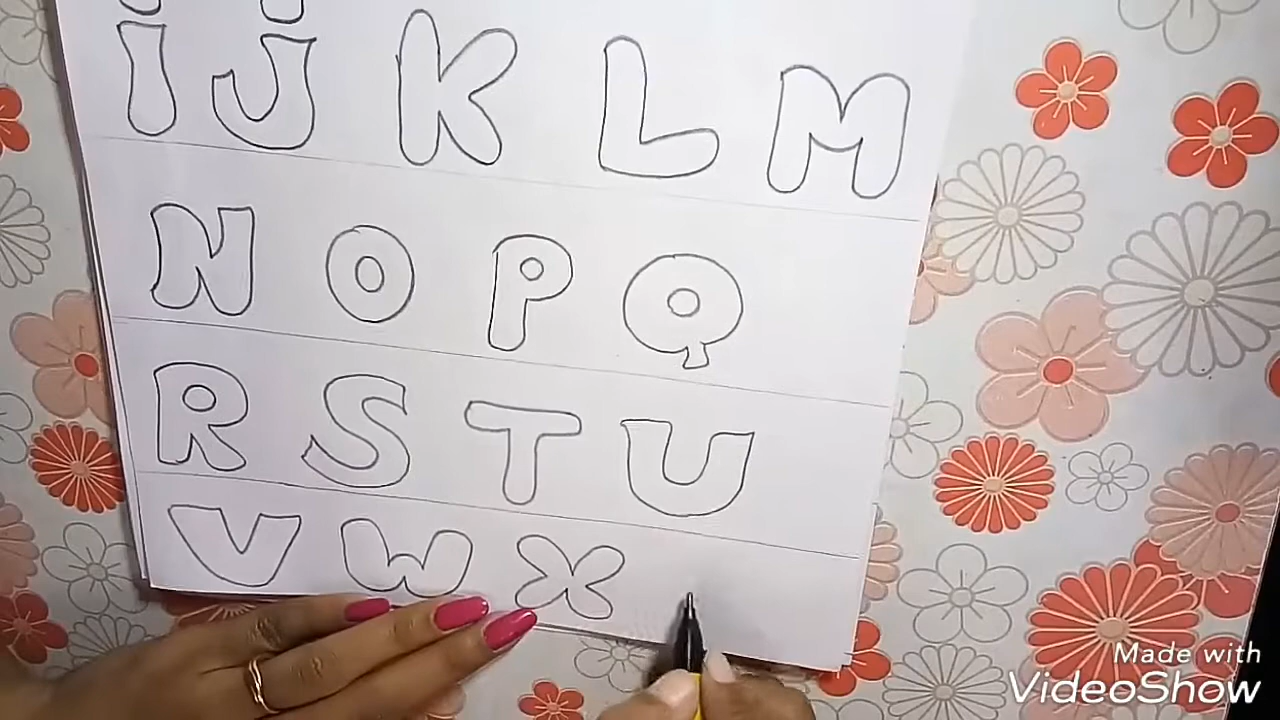 i j K L M
N O P Q
R S T U
V W X
Made with
VideoShow